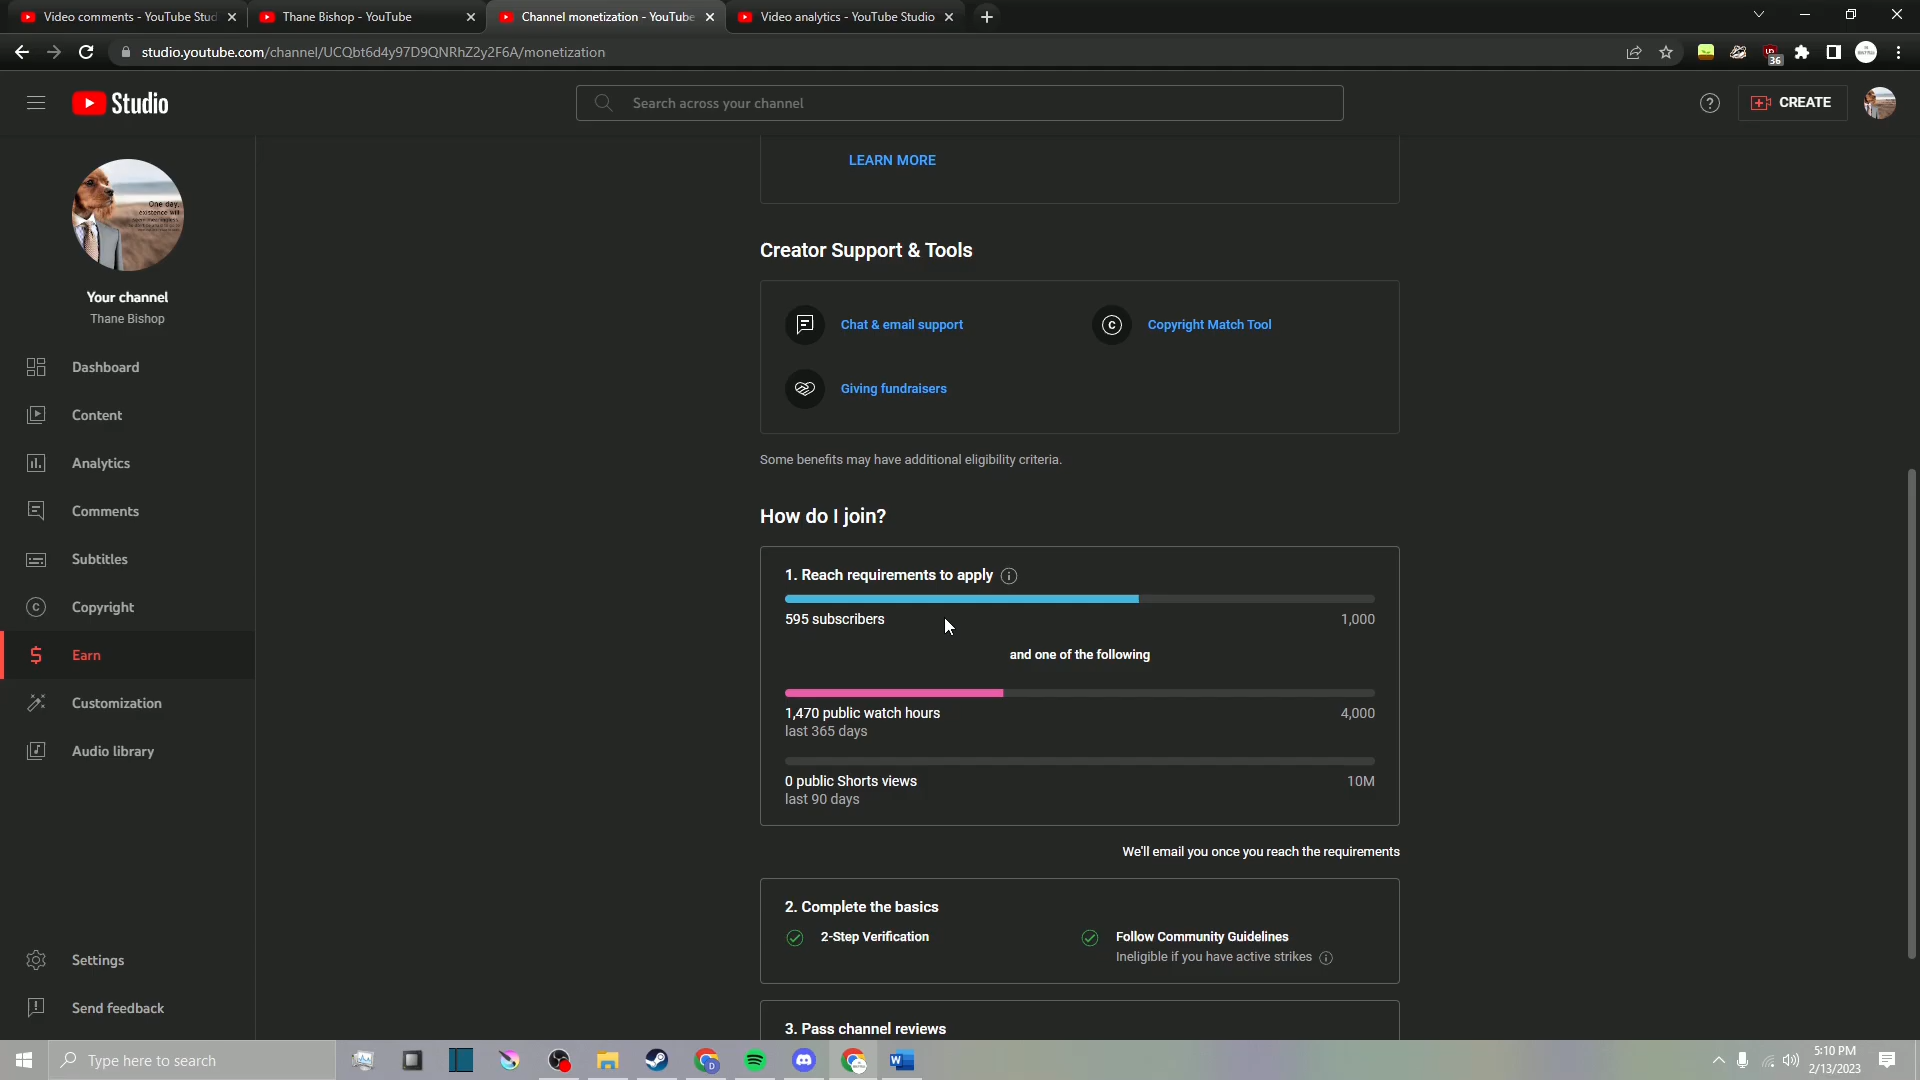 Video comments - YouTube Stud
Thane Bishop - YouTube
Channel monetization - YouTube
Video analytics - YouTube Studio
studio.youtube.com/channel/UCQbt6d4y97D9QNRhZ2y2F6A/monetization
36
Studio
Search across your channel
CREATE
One day,
existence will
Your channel
Thane Bishop
Dashboard
Content
Analytics
Comments
Subtitles
Copyright
Earn
Customization
Audio library
Settings
Send feedback
LEARN MORE
Creator Support & Tools
Chat & email support
Copyright Match Tool
Giving fundraisers
Some benefits may have additional eligibility criteria.
How do I join?
1. Reach requirements to apply
595 subscribers 1,000
and one of the following
1,470 public watch hours 4,000
last 365 days
0 public Shorts views 10M
last 90 days
We'll email you once you reach the requirements
2. Complete the basics
2-Step Verification
Follow Community Guidelines
Ineligible if you have active strikes
3. Pass channel reviews
Type here to search
5:10 PM
2/13/2023